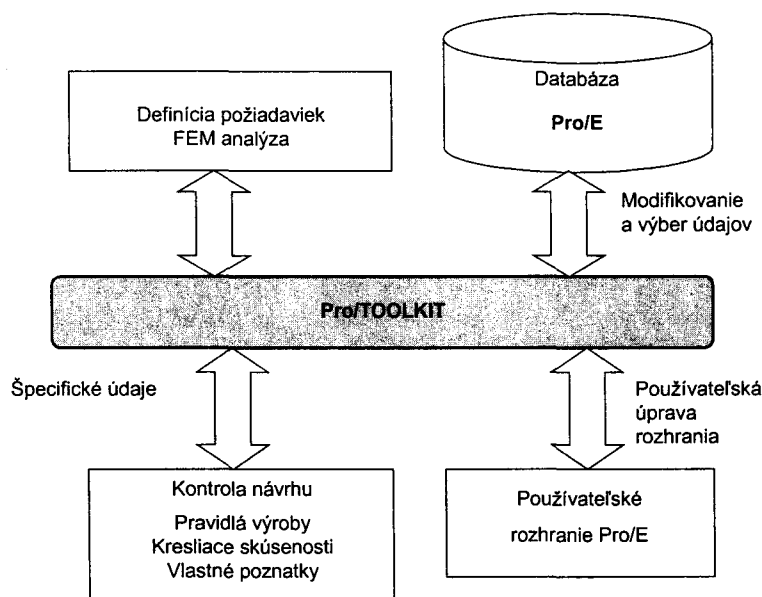 Definícia požiadaviek
FEM analýza
Databáza
Pro/E
Modifikovanie
a výber údajov
Pro/TOOLKIT
Špecifické údaje
Používateľská
úprava
rozhrania
Kontrola návrhu
Pravidlá výroby
Kresliace skúsenosti
Vlastné poznatky
Používateľské
rozhranie Pro/E